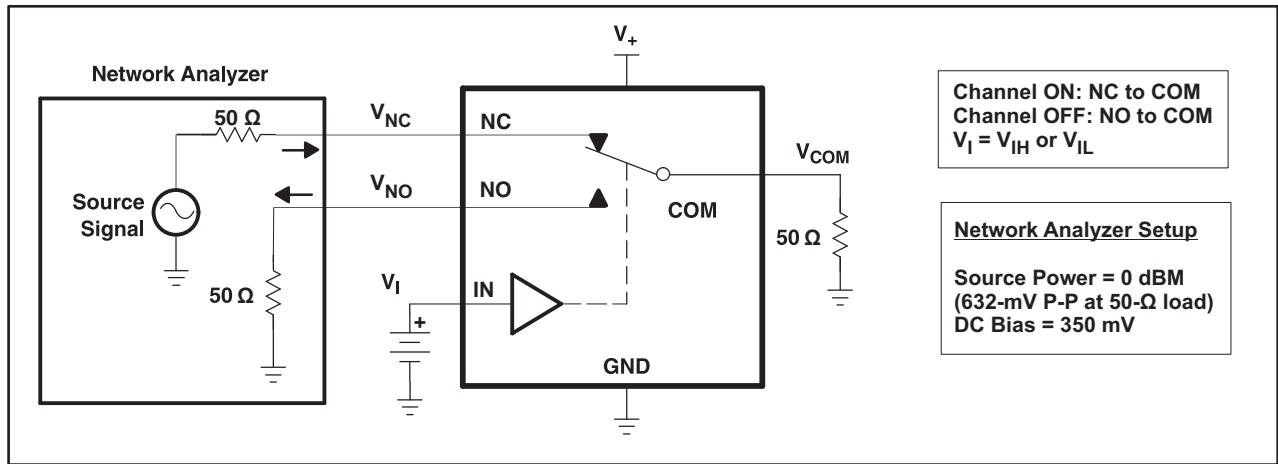 V+
Network Analyzer
50 Ω
VNC
NC
Channel ON: NC to COM
Channel OFF: NO to COM
VI = VIH or VIL
VCOM
VNO
NO
COM
Source
Signal
50 Ω
50 Ω
VI
IN
+
GND
Network Analyzer Setup
Source Power = 0 dBM
(632-mV P-P at 50-Ω load)
DC Bias = 350 mV